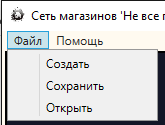 Сеть магазинов 'Не все
Файл Помощь
Создать
Сохранить
Открыть